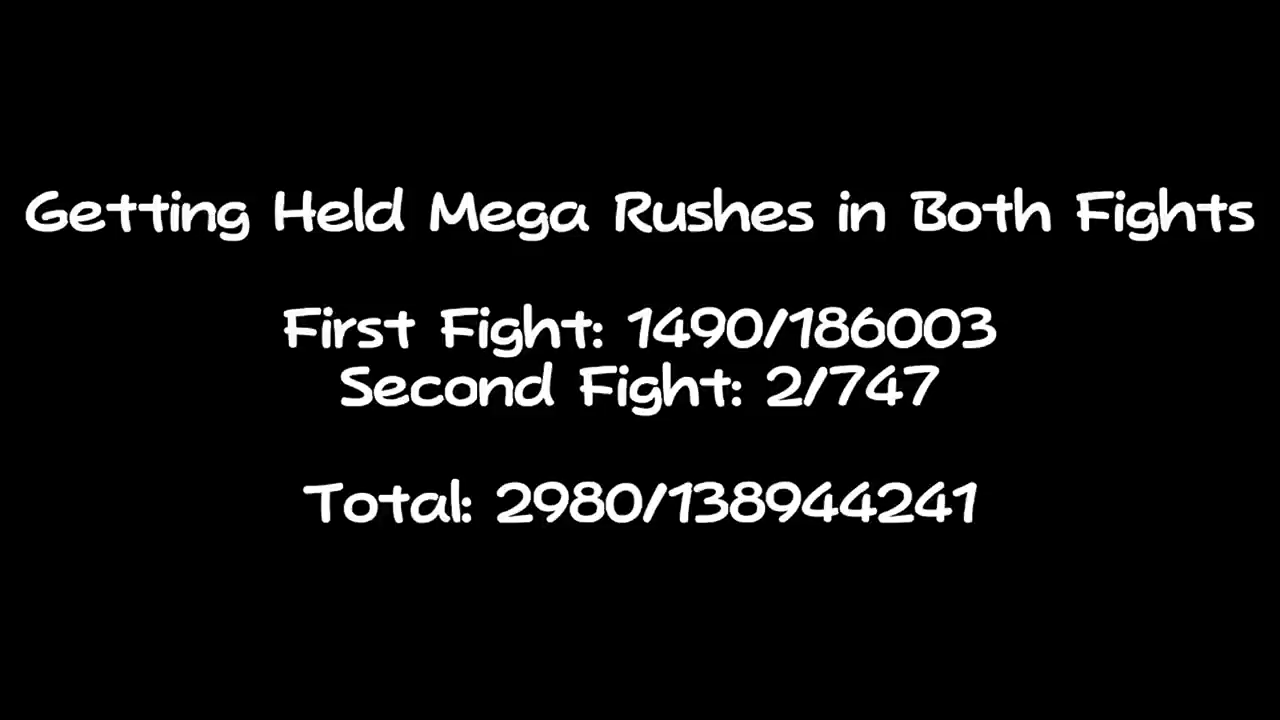 Getting Held Mega Rushes in Both Fights
First Fight: 1490/186003
Second Fight: 2/747
Total: 2980/138944241